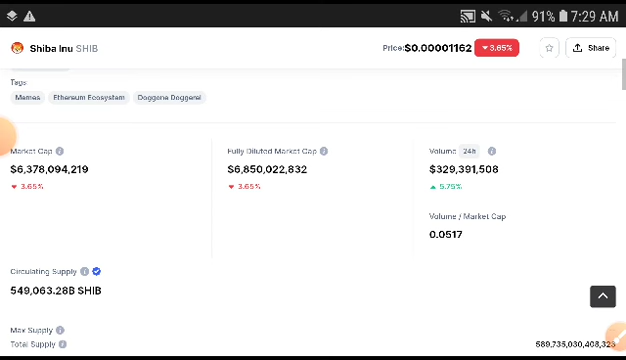 91% 7:29 AM
Shiba Inu SHIB Price:$0.00001162 ▼3.65% Share
Tags
Memes Ethereum Ecosystem Doggone Doggerel
Market Cap Fully Diluted Market Cap Volume 24h
$6,378,094,219 $6,850,022,832 $329,391,508
▼ 3.65% ▼ 3.65% ▲ 5.75%
Volume / Market Cap
0.0517
Circulating Supply
549,063.28B SHIB
Max Supply
Total Supply 589,735,030,408,323